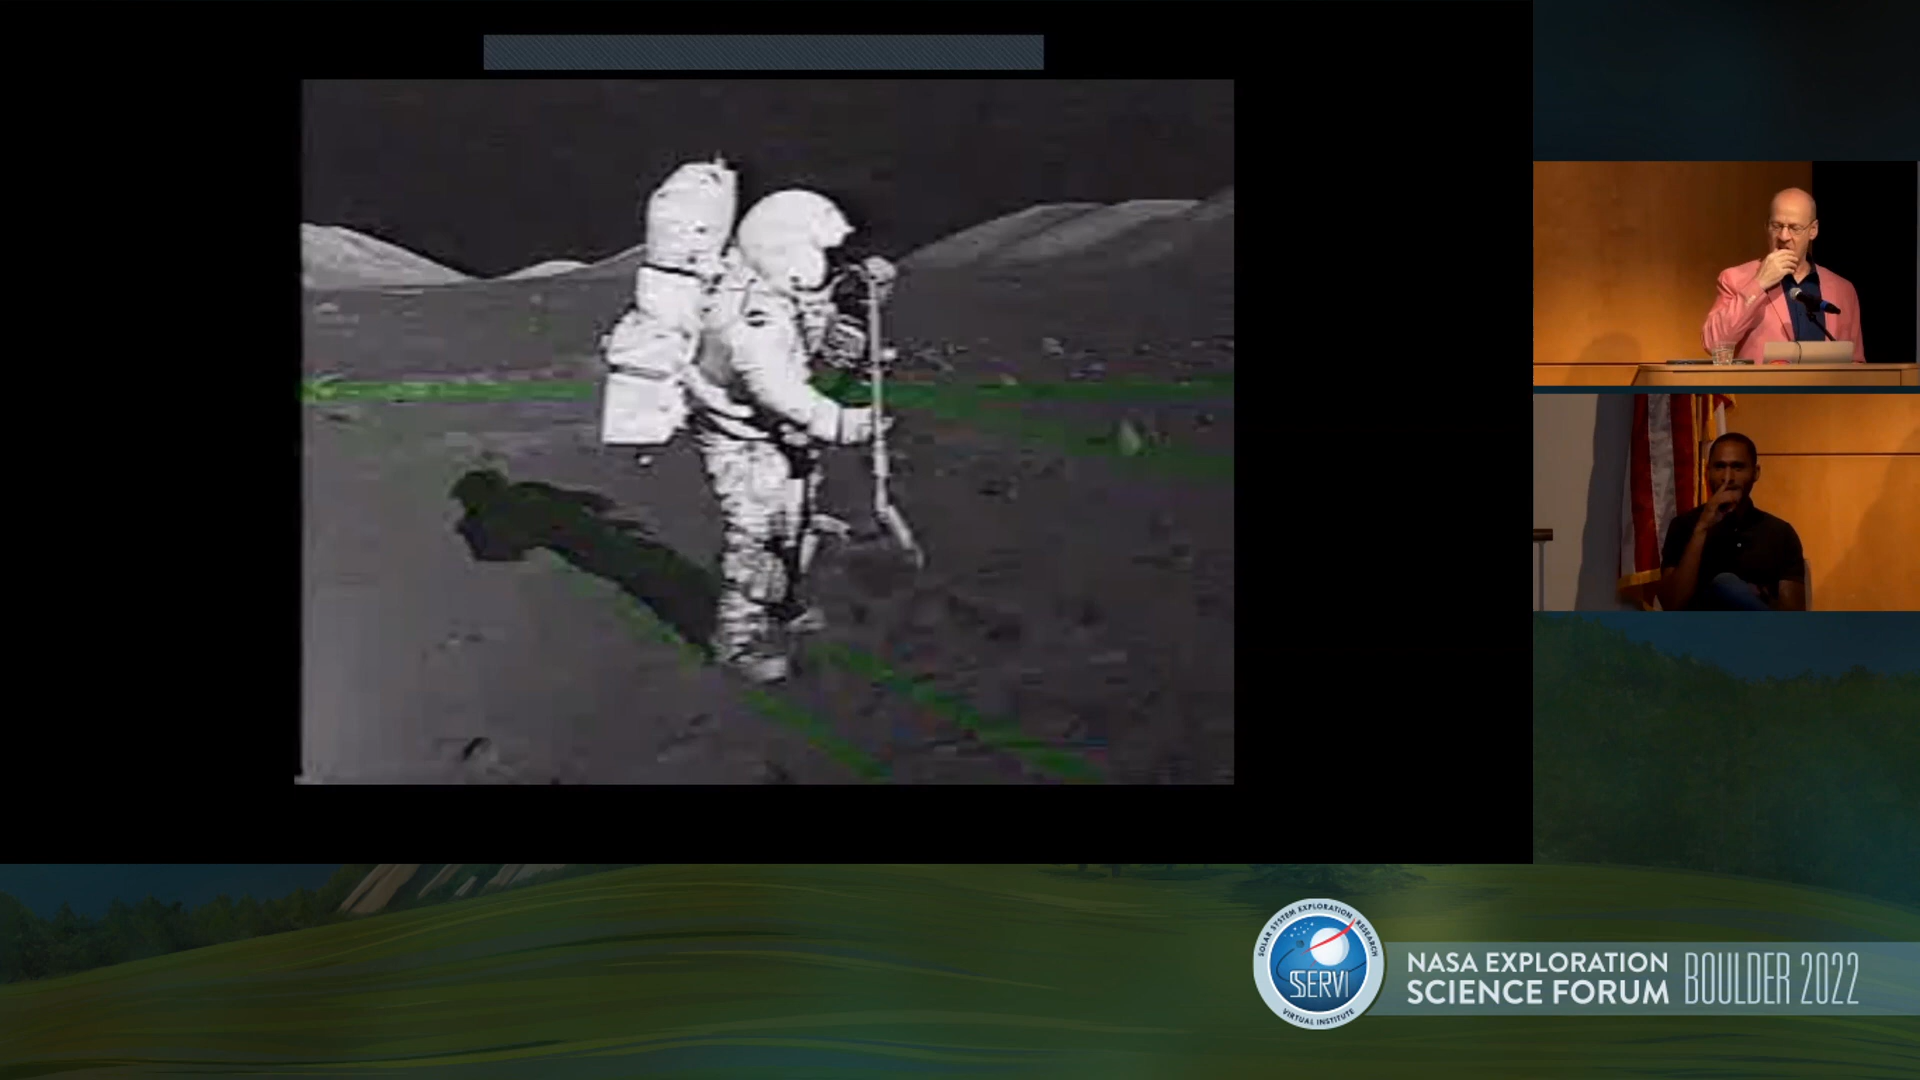 SOLAR SYSTEM EXPLORATION RESEARCH
SSERVI
VIRTUAL INSTITUTE
NASA EXPLORATION
SCIENCE FORUM
BOULDER 2022